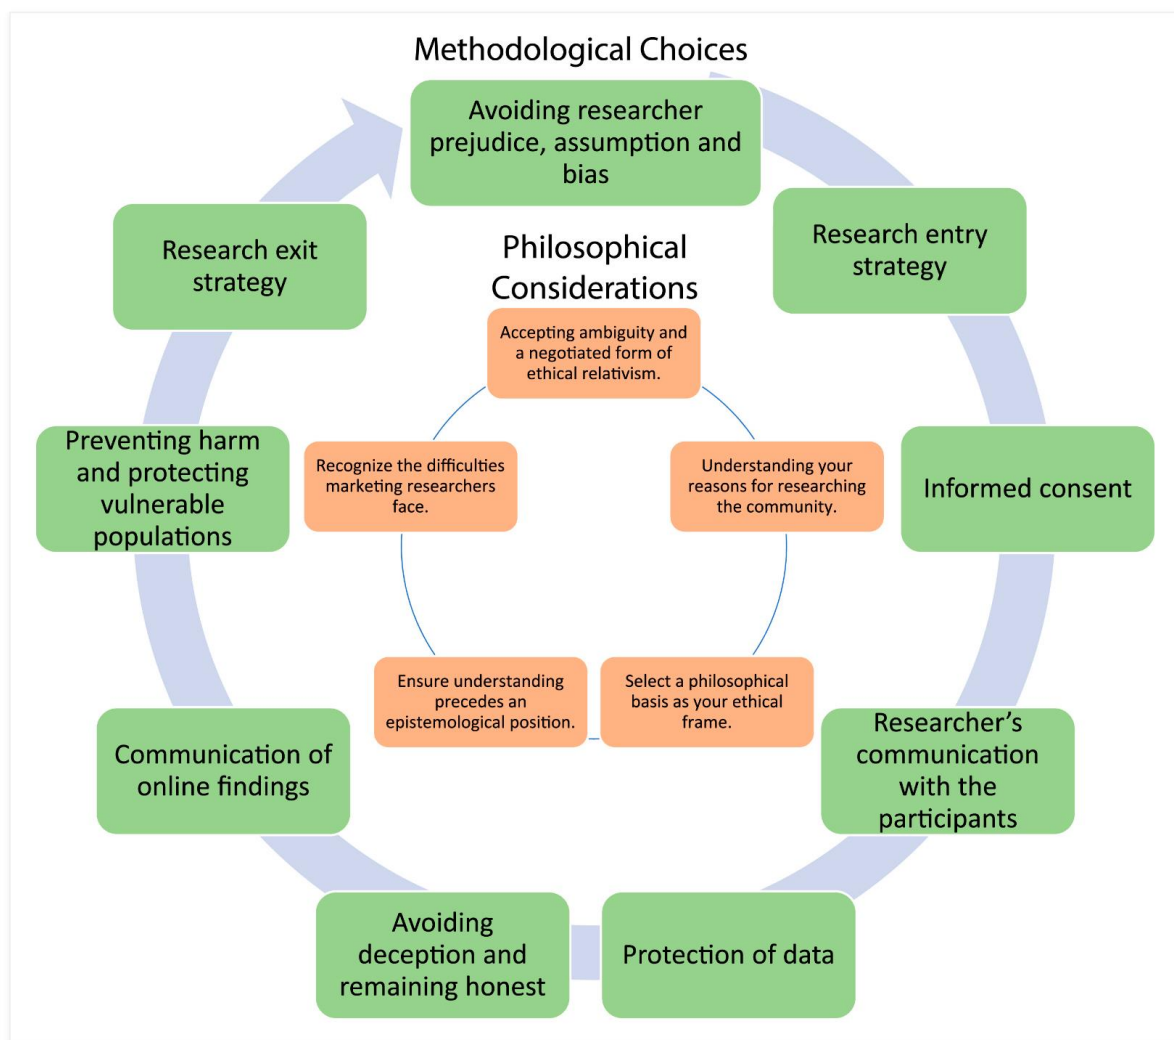 Methodological Choices
Avoiding researcher
prejudice, assumption and
bias
Research entry
strategy
Informed consent
Researcher’s
communication
with the
participants
Protection of data
Avoiding
deception and
remaining honest
Communication of
online findings
Preventing harm
and protecting
vulnerable
populations
Research exit
strategy
Philosophical
Considerations
Accepting ambiguity and
a negotiated form of
ethical relativism.
Understanding your
reasons for researching
the community.
Select a philosophical
basis as your ethical
frame.
Ensure understanding
precedes an
epistemological position.
Recognize the difficulties
marketing researchers
face.